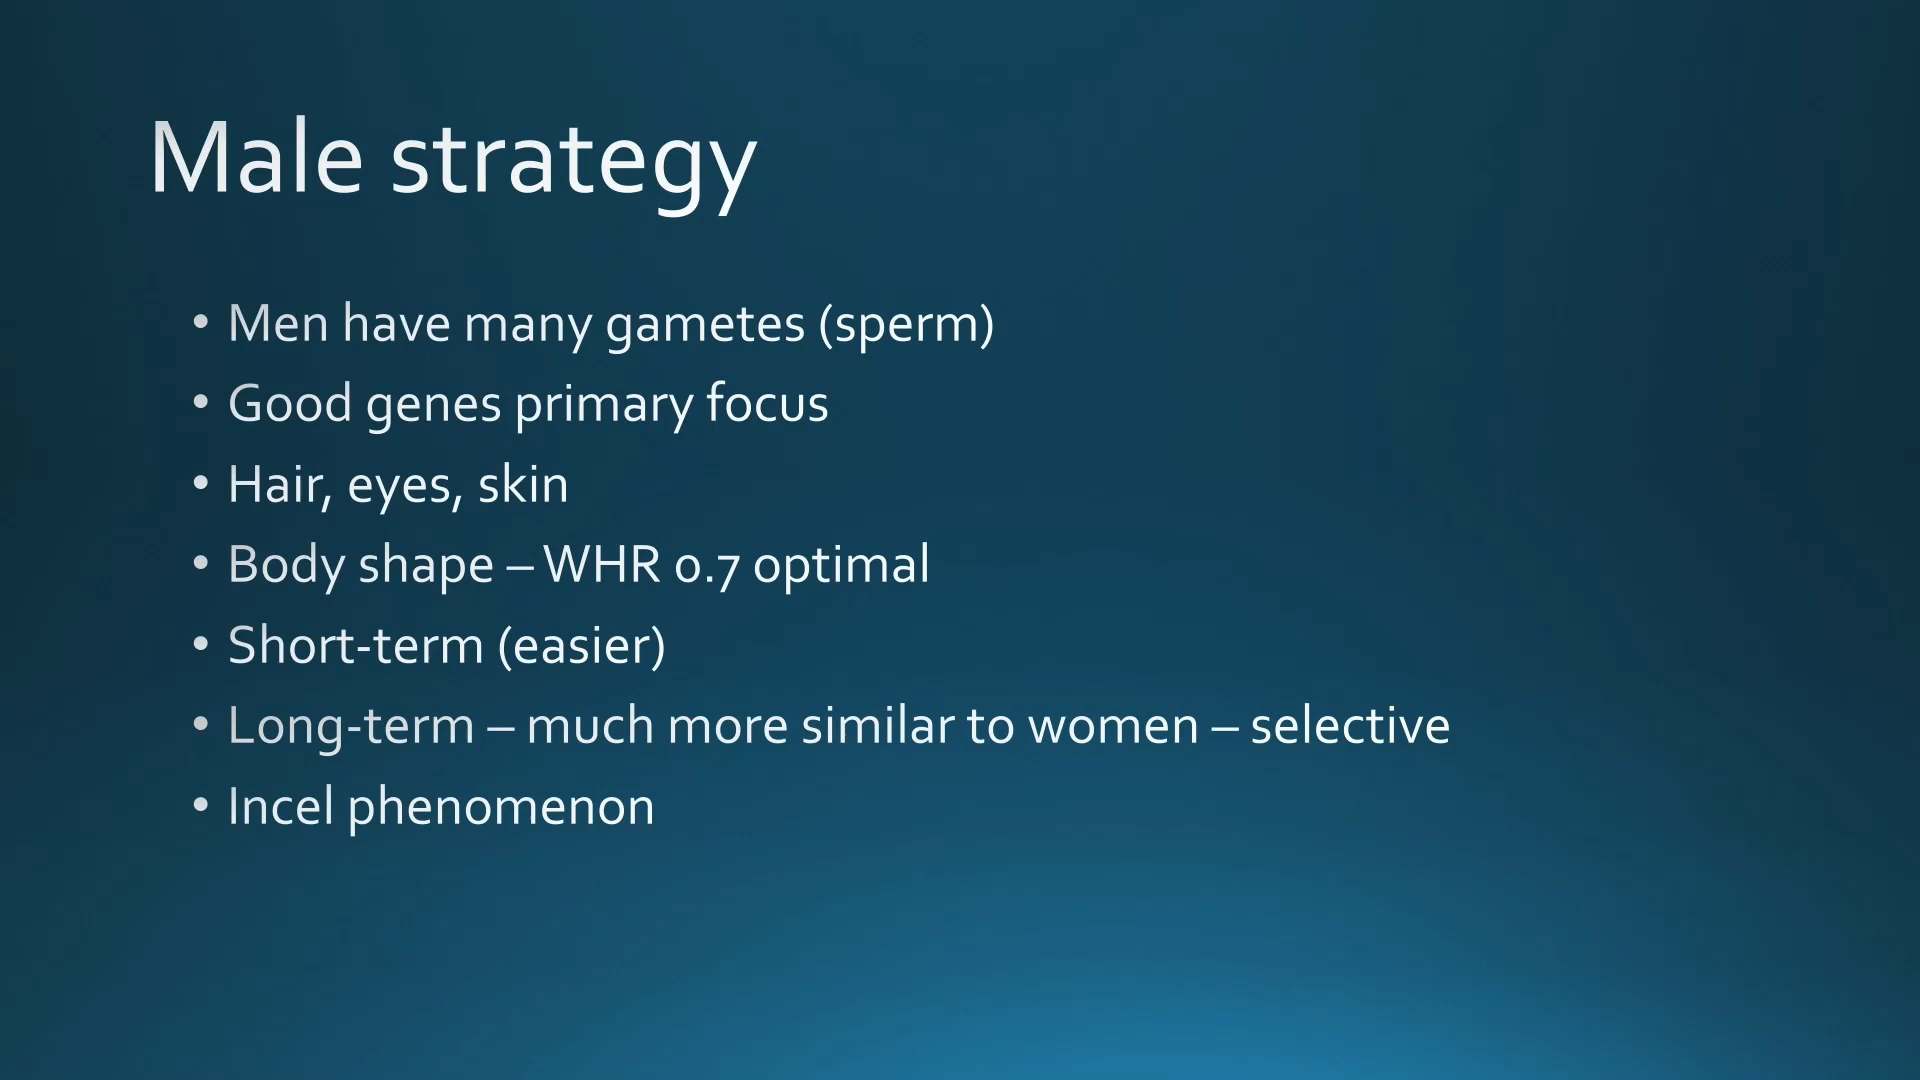 Male strategy
• Men have many gametes (sperm)
• Good genes primary focus
• Hair, eyes, skin
• Body shape – WHR 0.7 optimal
• Short-term (easier)
• Long-term – much more similar to women – selective
• Incel phenomenon